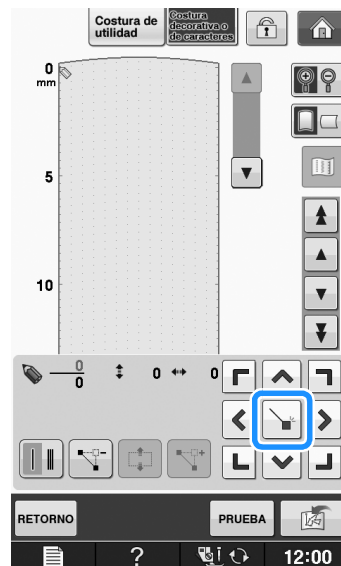 Costura de
utilidad
Costura
decorativa o
de caracteres
0
mm
5
10
0
0
0
0
RETORNO
PRUEBA
?
12:00